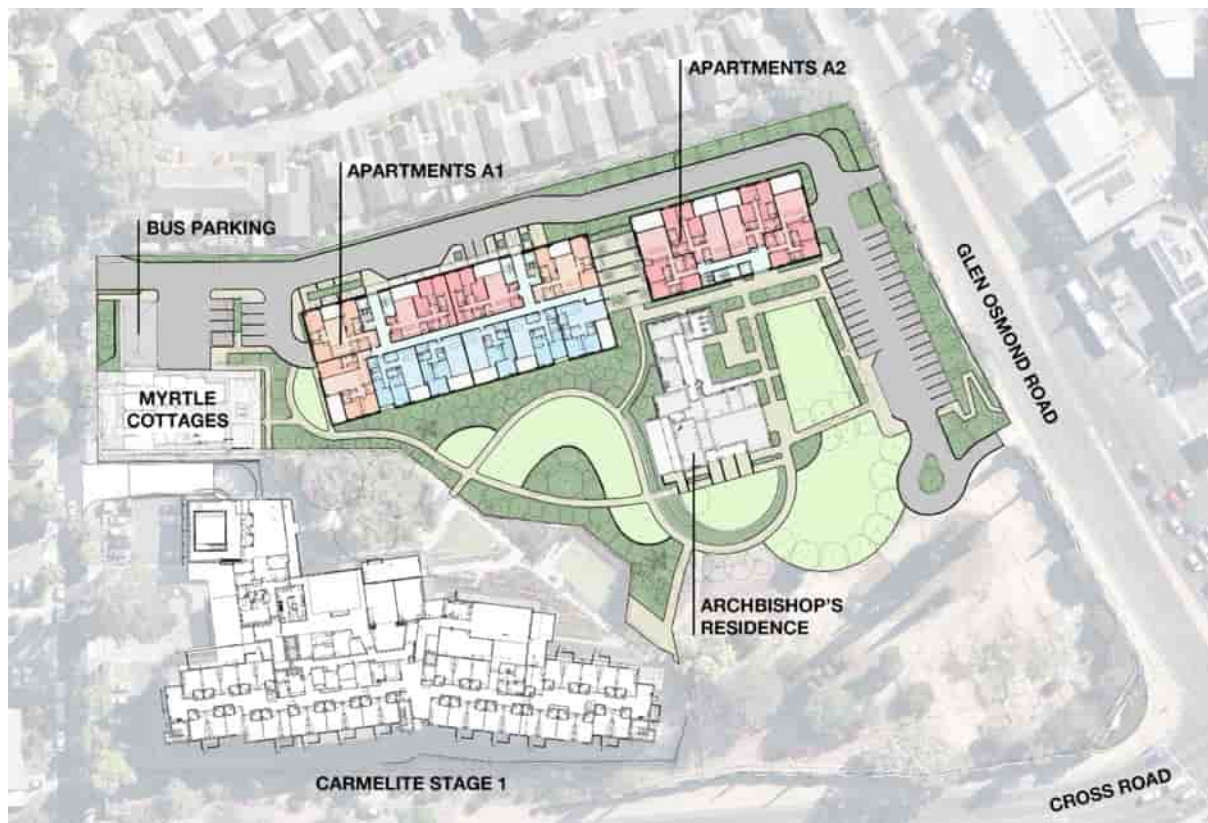 APARTMENTS A2
APARTMENTS A1
BUS PARKING
GLEN OSMOND ROAD
MYRTLE
COTTAGES
ARCHBISHOP'S
RESIDENCE
CARMELITE STAGE 1
CROSS ROAD